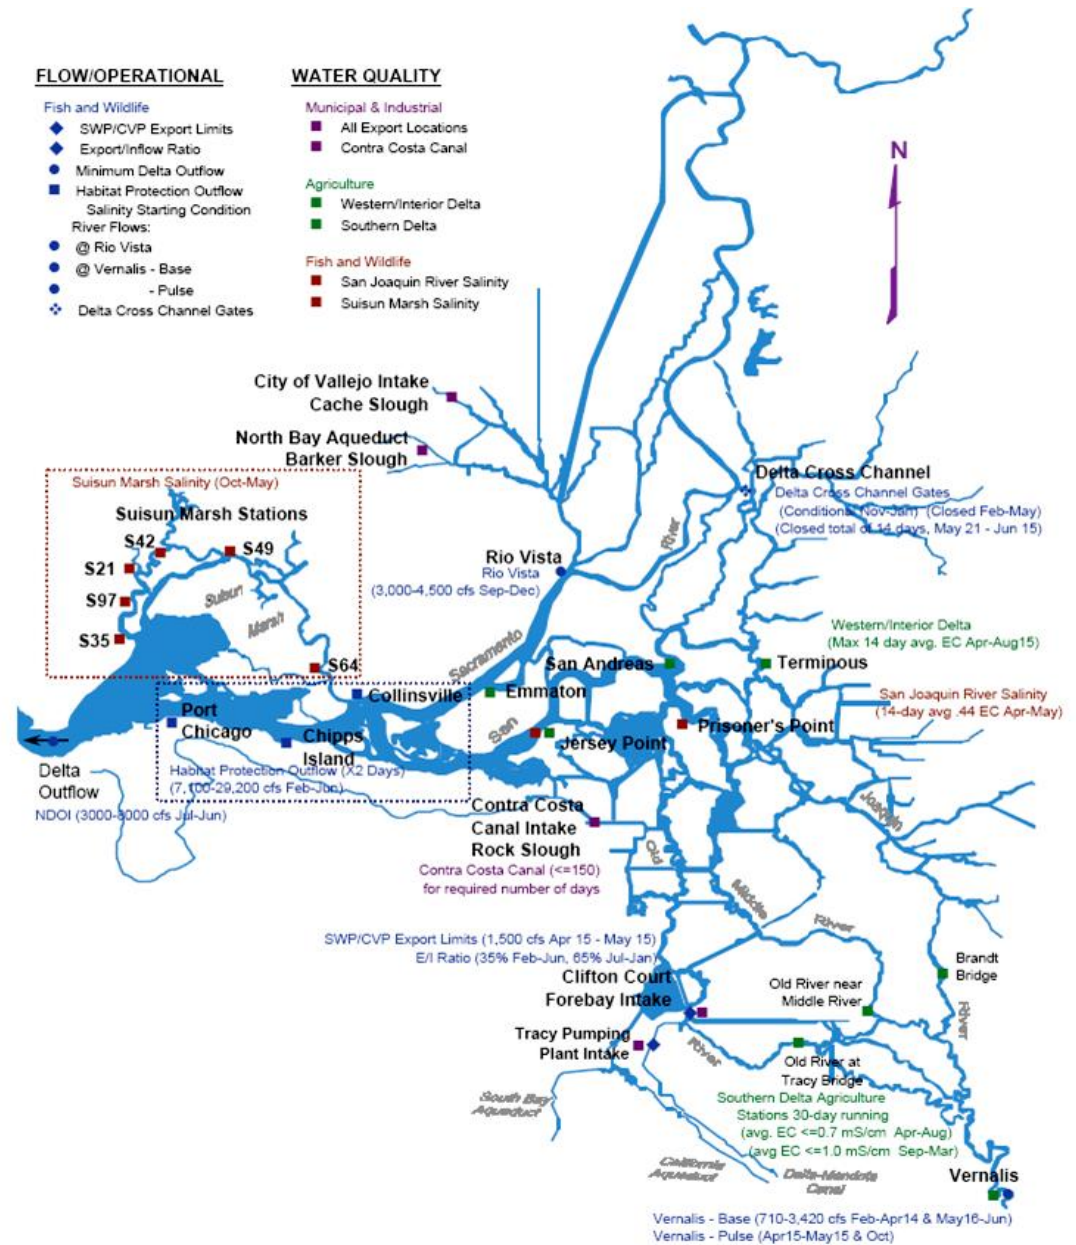 FLOW/OPERATIONAL
Fish and Wildlife
SWP/CVP Export Limits
Export/Inflow Ratio
Minimum Delta Outflow
Habitat Protection Outflow
Salinity Starting Condition
River Flows:
@ Rio Vista
@ Vernalis - Base
- Pulse
Delta Cross Channel Gates
WATER QUALITY
Municipal & Industrial
All Export Locations
Contra Costa Canal
Agriculture
Western/Interior Delta
Southern Delta
Fish and Wildlife
San Joaquin River Salinity
Suisun Marsh Salinity
N
City of Vallejo Intake
Cache Slough
North Bay Aqueduct
Barker Slough
Delta Cross Channel
Delta Cross Channel Gates
(Conditional Nov-Jan) (Closed Feb-May)
(Closed total of 14 days, May 21 - Jun 15)
Suisun Marsh Salinity (Oct-May)
Suisun Marsh Stations
S42
S49
S21
S97
S35
S64
Suisun
Marsh
River
Rio Vista
Rio Vista
(3,000-4,500 cfs Sep-Dec)
Sacramento
Western/Interior Delta
(Max 14 day avg. EC Apr-Aug15)
San Andreas
Terminous
Collinsville
Emmaton
San Joaquin River Salinity
(14-day avg .44 EC Apr-May)
Port
Chicago
Chipps
Island
San
Jersey Point
Prisoner's Point
Habitat Protection Outflow (X2 Days)
(7,100-29,200 cfs Feb-Jun)
Delta
Outflow
NDOI (3000-8000 cfs Jul-Jun)
Contra Costa
Canal Intake
Rock Slough
Contra Costa Canal (<=150)
for required number of days
Joaquin
Old
Middle
River
SWP/CVP Export Limits (1,500 cfs Apr 15 - May 15)
E/I Ratio (35% Feb-Jun, 65% Jul-Jan)
Clifton Court
Forebay Intake
Old River near
Middle River
Brandt
Bridge
River
Tracy Pumping
Plant Intake
River
Old River at
Tracy Bridge
South Bay
Aqueduct
Southern Delta Agriculture
Stations 30-day running
(avg. EC <=0.7 mS/cm Apr-Aug)
(avg EC <=1.0 mS/cm Sep-Mar)
California
Aqueduct
Delta-Mendota
Canal
Vernalis
Vernalis - Base (710-3,420 cfs Feb-Apr14 & May16-Jun)
Vernalis - Pulse (Apr15-May15 & Oct)